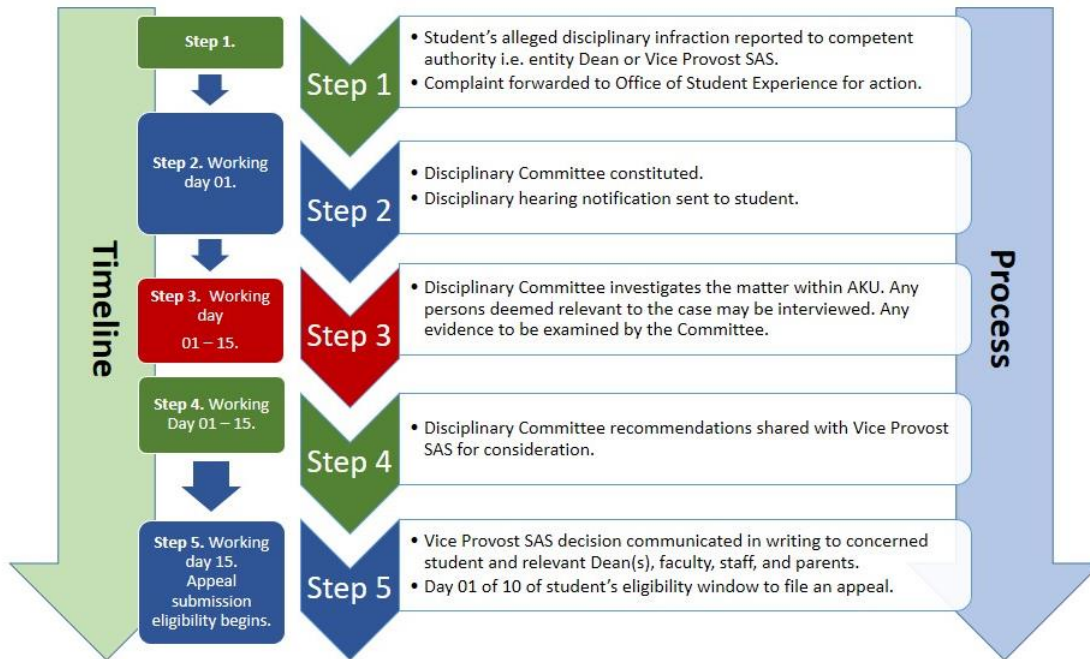 Timeline
Process
Step 1.
Step 1
• Student's alleged disciplinary infraction reported to competent
authority i.e. entity Dean or Vice Provost SAS.
• Complaint forwarded to Office of Student Experience for action.
Step 2. Working
day 01.
Step 2
• Disciplinary Committee constituted.
• Disciplinary hearing notification sent to student.
Step 3. Working
day
01 – 15.
Step 3
• Disciplinary Committee investigates the matter within AKU. Any
persons deemed relevant to the case may be interviewed. Any
evidence to be examined by the Committee.
Step 4. Working
Day 01 – 15.
Step 4
• Disciplinary Committee recommendations shared with Vice Provost
SAS for consideration.
Step 5. Working
day 15.
Appeal
submission
eligibility begins.
Step 5
• Vice Provost SAS decision communicated in writing to concerned
student and relevant Dean(s), faculty, staff, and parents.
• Day 01 of 10 of student's eligibility window to file an appeal.